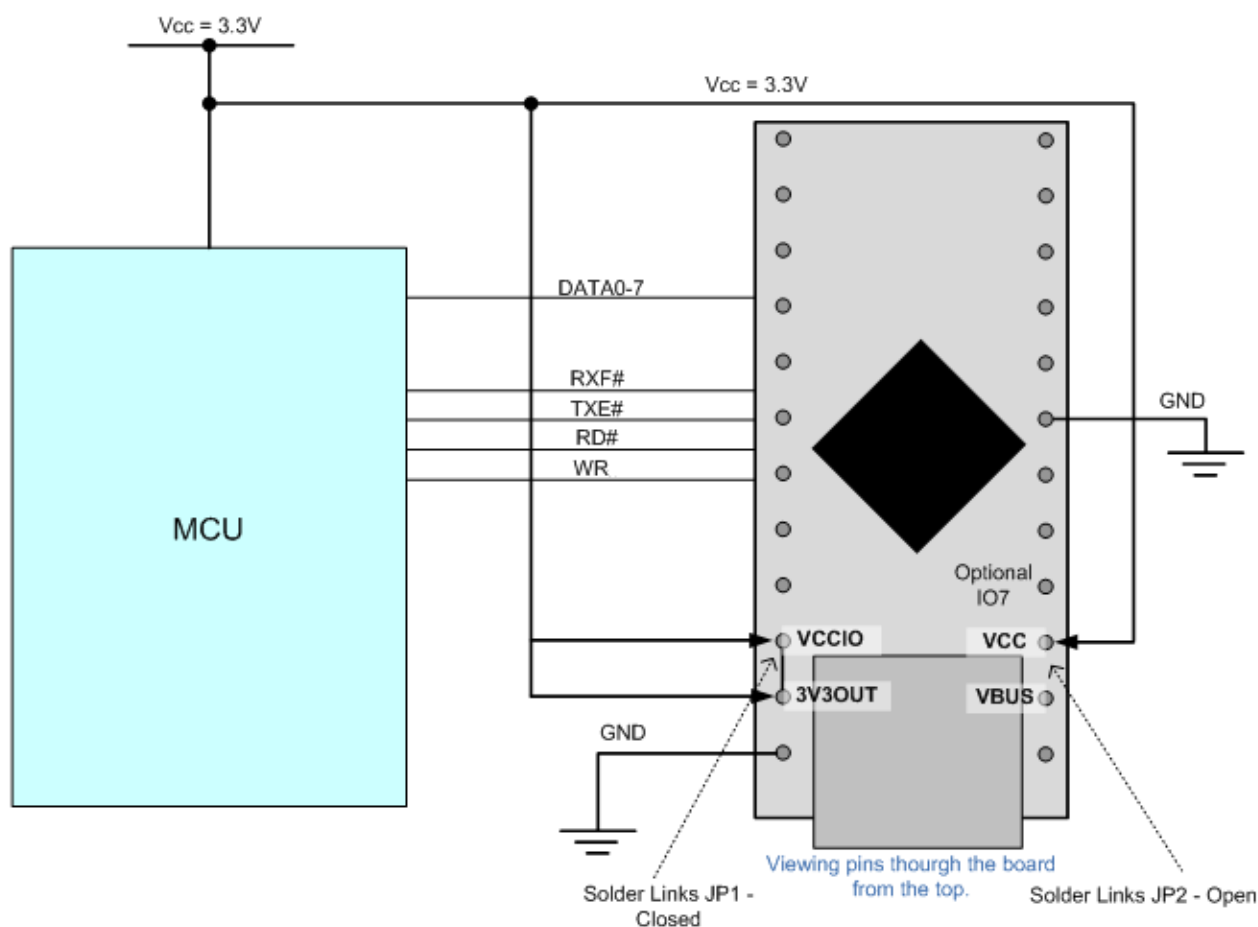 Vcc = 3.3V
Vcc = 3.3V
DATA0-7
RXF#
TXE#
RD#
WR
MCU
GND
Optional
IO7
VCCIO
VCC
3V3OUT
VBUS
GND
Viewing pins thourgh the board
from the top.
Solder Links JP1 -
Closed
Solder Links JP2 - Open